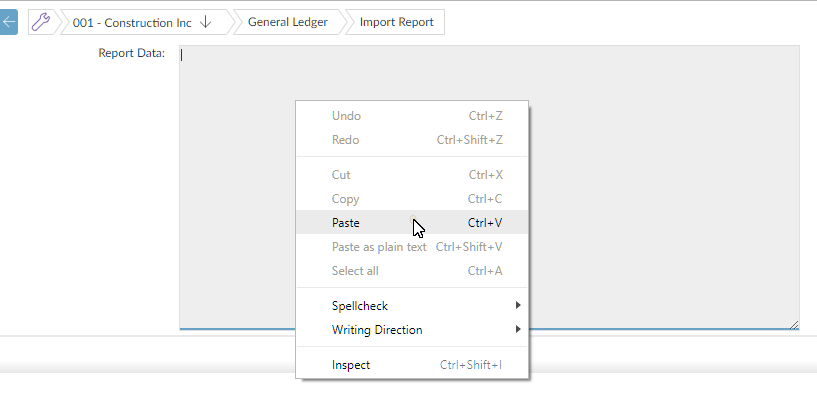 001 - Construction Inc ↓ General Ledger Import Report
Report Data:
Undo Ctrl+Z
Redo Ctrl+Shift+Z
Cut Ctrl+X
Copy Ctrl+C
Paste Ctrl+V
Paste as plain text Ctrl+Shift+V
Select all Ctrl+A
Spellcheck
Writing Direction
Inspect Ctrl+Shift+I